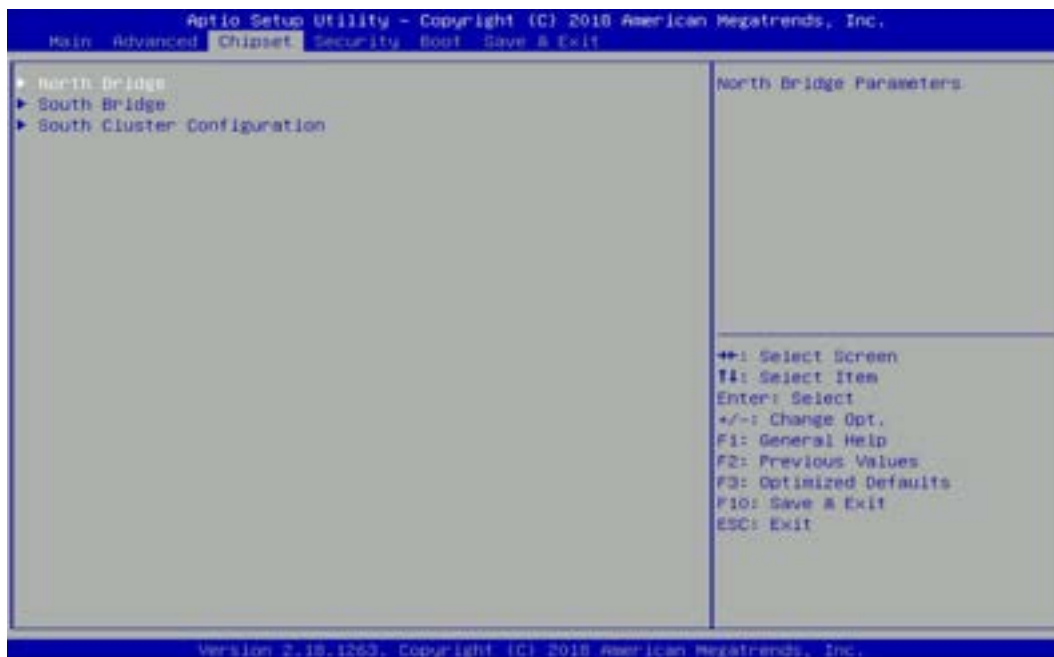 Aptio Setup Utility – Copyright (C) 2018 American Megatrends, Inc.
Main Advanced Chipset Security Boot Save & Exit
▶ North Bridge
▶ South Bridge
▶ South Cluster Configuration
North Bridge Parameters
→←: Select Screen
↑↓: Select Item
Enter: Select
+/-: Change Opt.
F1: General Help
F2: Previous Values
F3: Optimized Defaults
F10: Save & Exit
ESC: Exit
Version 2.18.1263. Copyright (C) 2018 American Megatrends, Inc.